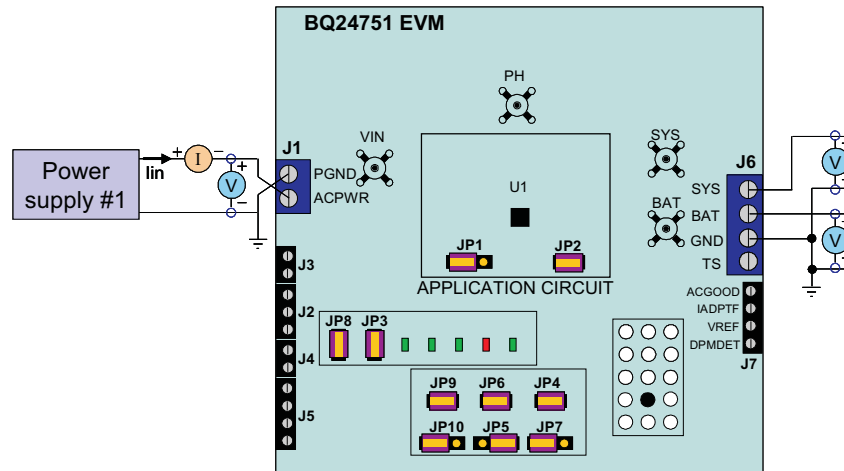 BQ24751 EVM
PH
VIN
SYS
J1
J6
Power
supply #1
+
I
−
Iin
+
V
−
PGND
ACPWR
U1
SYS
BAT
GND
TS
BAT
+
V
−
+
V
−
JP1
JP2
APPLICATION CIRCUIT
J3
J2
J4
J5
JP8
JP3
ACGOOD
IADPTF
VREF
DPMDET
J7
JP9
JP6
JP4
JP10
JP5
JP7